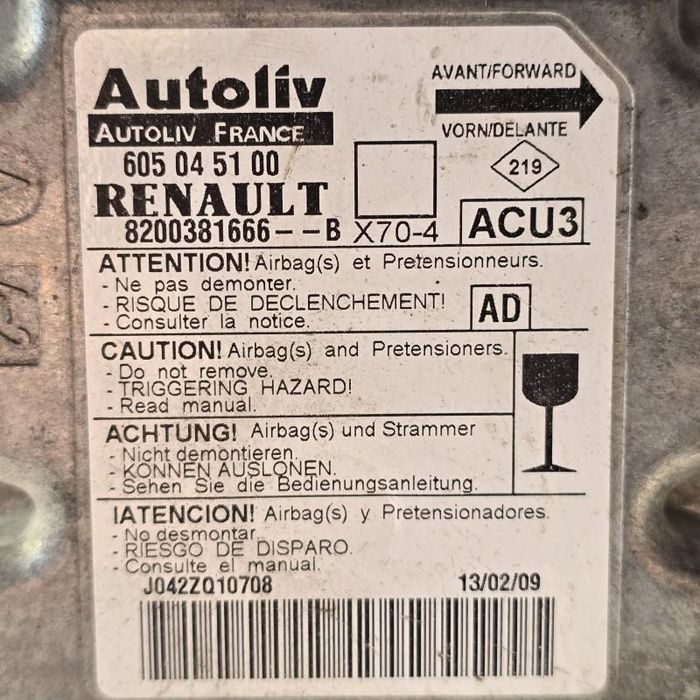 Autoliv
AVANT/FORWARD
AUTOLIV FRANCE
VORN/DELANTE
605 04 51 00
219
RENAULT
8200381666--B X70-4 ACU3
ATTENTION! Airbag(s) et Pretensionneurs.
- Ne pas demonter.
- RISQUE DE DECLENCHEMENT!
AD
- Consulter la notice.
CAUTION! Airbag(s) and Pretensioners.
- Do not remove.
- TRIGGERING HAZARD!
- Read manual.
ACHTUNG! Airbag(s) und Strammer
- Nicht demontieren.
- KONNEN AUSLONEN.
- Sehen Sie die Bedienungsanleitung.
IATENCION! Airbag(s) y Pretensionadores.
- No desmontar.
- RIESGO DE DISPARO.
- Consulte el manual.
J042ZQ10708 13/02/09